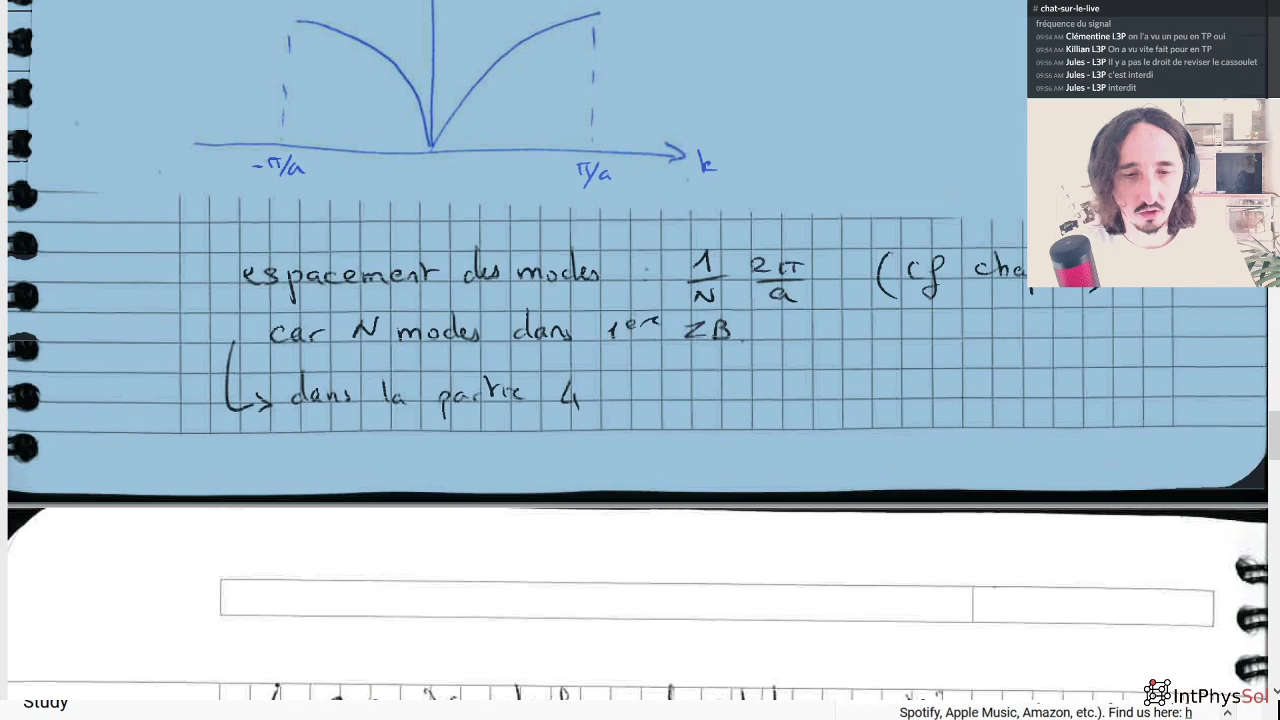 # chat-sur-le-live
fréquence du signal
09:54 AM Clémentine L3P on l'a vu un peu en TP oui
09:54 AM Killian L3P On a vu vite fait pour en TP
09:56 AM Jules - L3P Il y a pas le droit de reviser le cassoulet
09:56 AM Jules - L3P c'est interdi
09:56 AM Jules - L3P interdit
-π/a π/a k
espacement des modes : 1/N 2π/a (cf
car N modes dans 1ere ZB.
↳ dans la partie 4
Study
IntPhysSol
Spotify, Apple Music, Amazon, etc.). Find us here: h